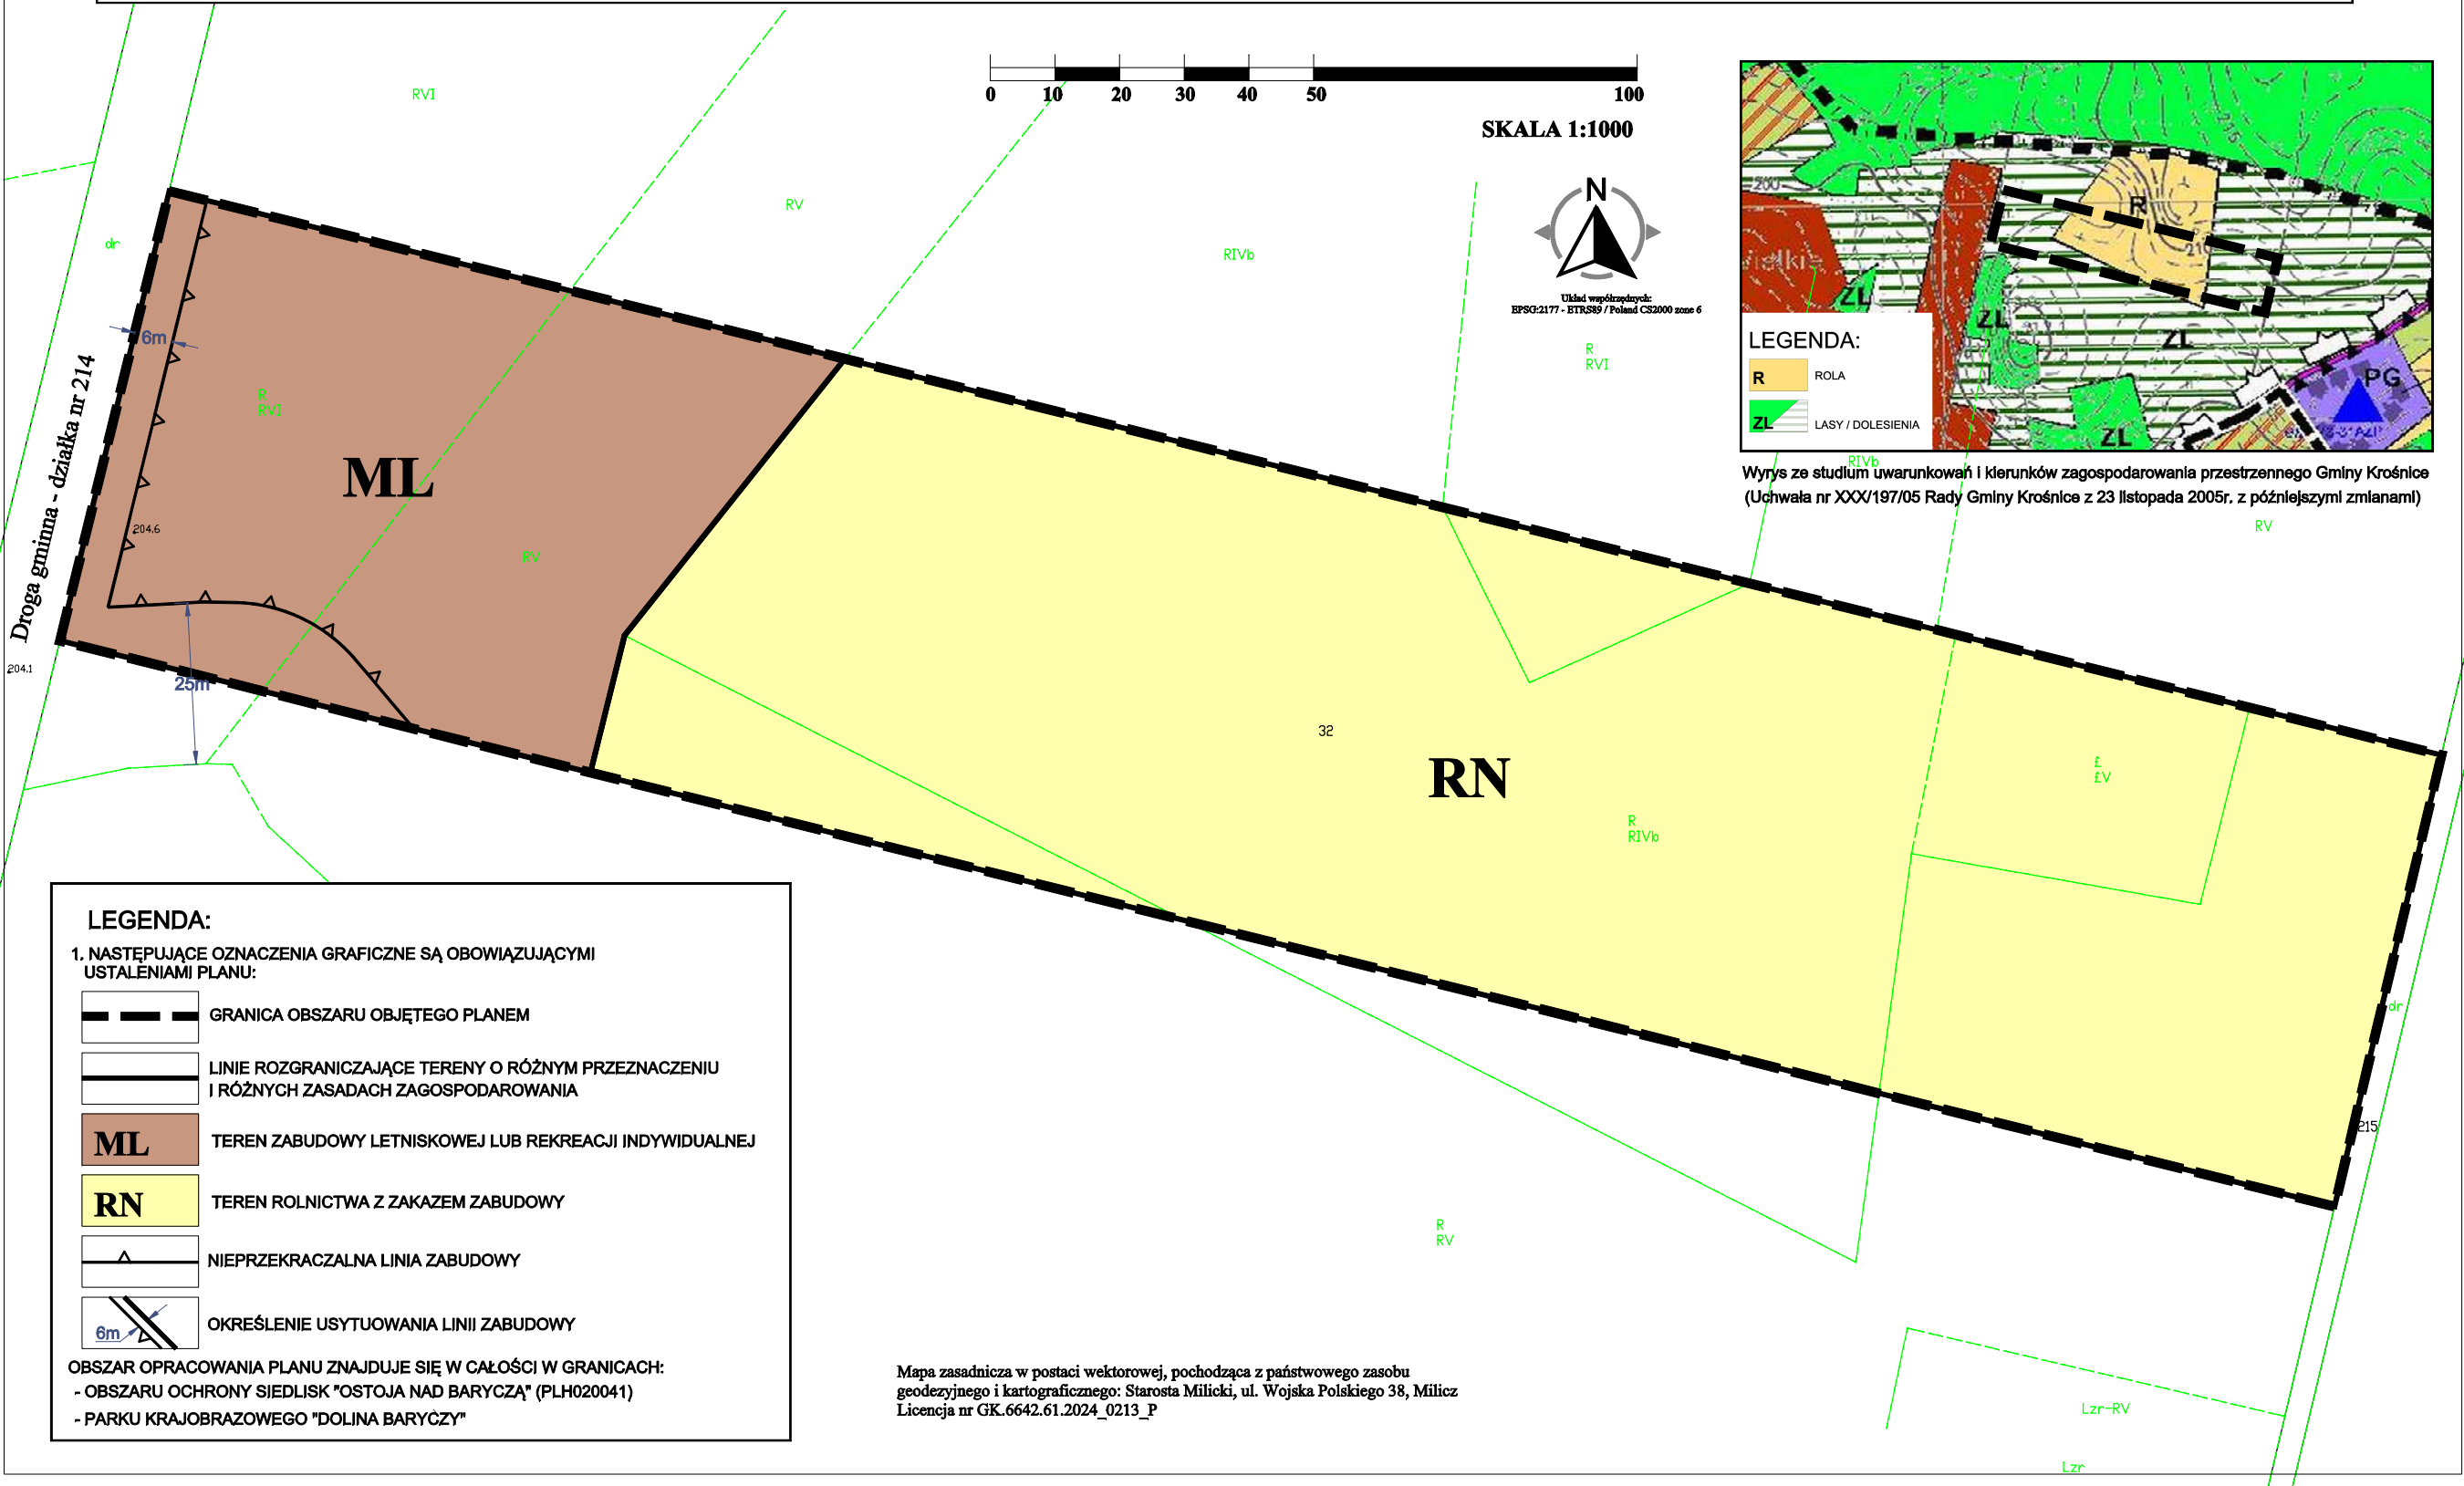 0 10 20 30 40 50 100
SKALA 1:1000
N
Układ współrzędnych:
EPSG:2177 - ETRS89 / Poland CS2000 zone 6
RVI
RV
RIVb
R
RVI
dr
6m
Droga gminna - działka nr 214
R
RVI
ML
204.6
RV
204.1
25m
32
RN
R
RIVb
£
£V
RIVb
RV
dr
215
R
RV
Lzr-RV
Lzr
200
R
210
ZL
ZL
ZL
ZL
PG
LEGENDA:
R ROLA
ZL LASY / DOLESIENIA
Wyrys ze studium uwarunkowań i kierunków zagospodarowania przestrzennego Gminy Krośnice
(Uchwała nr XXX/197/05 Rady Gminy Krośnice z 23 listopada 2005r. z późniejszymi zmianami)
LEGENDA:
1. NASTĘPUJĄCE OZNACZENIA GRAFICZNE SĄ OBOWIĄZUJĄCYMI
USTALENIAMI PLANU:
GRANICA OBSZARU OBJĘTEGO PLANEM
LINIE ROZGRANICZAJĄCE TERENY O RÓŻNYM PRZEZNACZENIU
I RÓŻNYCH ZASADACH ZAGOSPODAROWANIA
ML TEREN ZABUDOWY LETNISKOWEJ LUB REKREACJI INDYWIDUALNEJ
RN TEREN ROLNICTWA Z ZAKAZEM ZABUDOWY
NIEPRZEKRACZALNA LINIA ZABUDOWY
6m OKREŚLENIE USYTUOWANIA LINII ZABUDOWY
OBSZAR OPRACOWANIA PLANU ZNAJDUJE SIĘ W CAŁOŚCI W GRANICACH:
- OBSZARU OCHRONY SIEDLISK "OSTOJA NAD BARYCZĄ" (PLH020041)
- PARKU KRAJOBRAZOWEGO "DOLINA BARYCZY"
Mapa zasadnicza w postaci wektorowej, pochodząca z państwowego zasobu
geodezyjnego i kartograficznego: Starosta Milicki, ul. Wojska Polskiego 38, Milicz
Licencja nr GK.6642.61.2024_0213_P